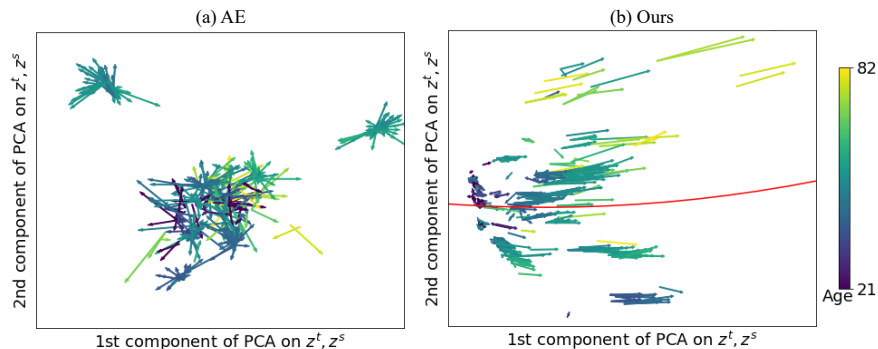 (a) AE
(b) Ours
2nd component of PCA on z^t, z^s
1st component of PCA on z^t, z^s
2nd component of PCA on z^t, z^s
1st component of PCA on z^t, z^s
82
21
Age